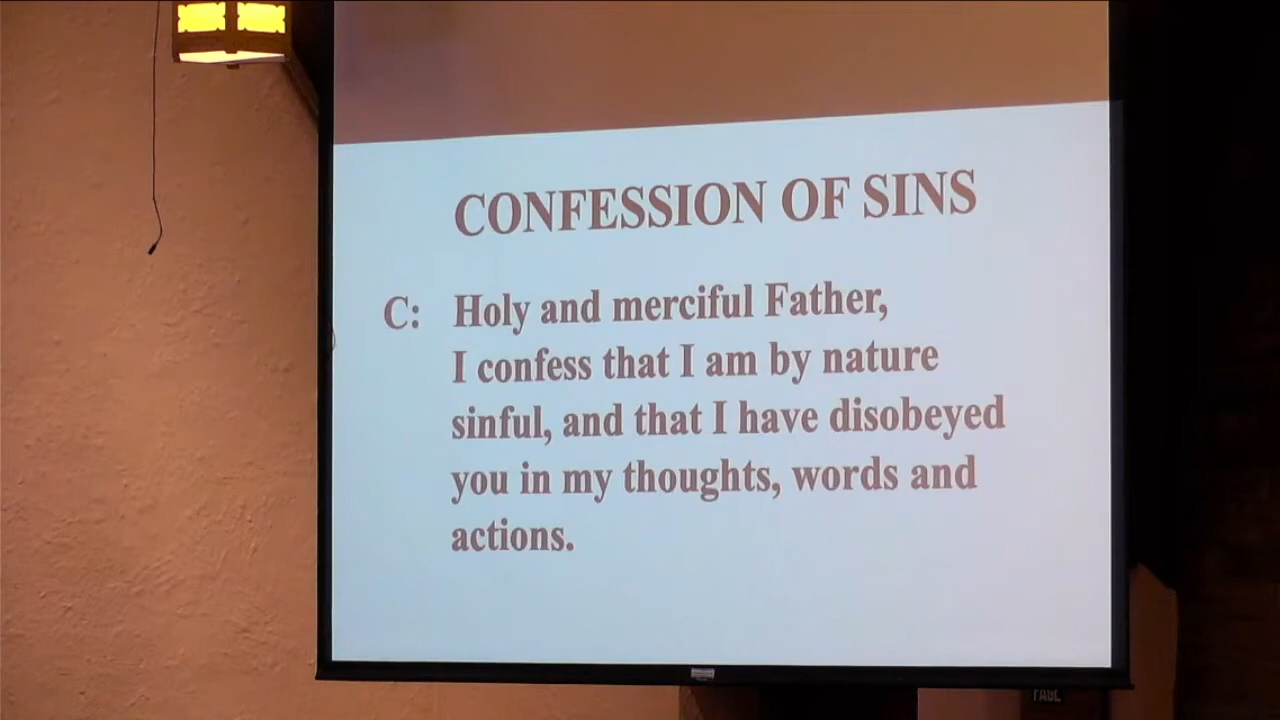 CONFESSION OF SINS
C: Holy and merciful Father,
I confess that I am by nature
sinful, and that I have disobeyed
you in my thoughts, words and
actions.